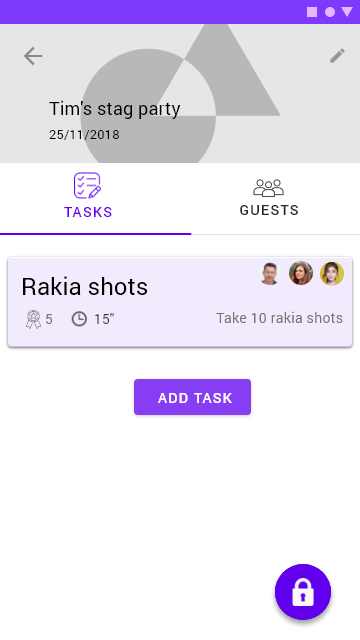 Tim's stag party
25/11/2018
TASKS
GUESTS
Rakia shots
5 15" Take 10 rakia shots
ADD TASK